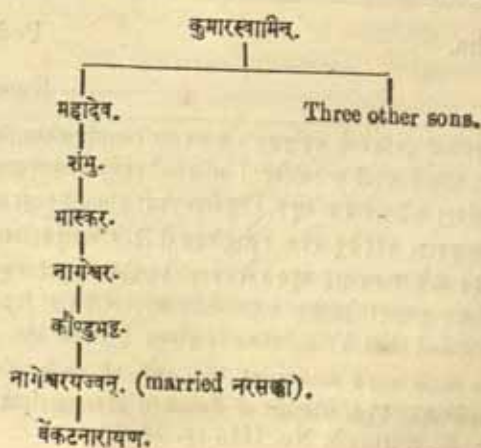 कुमारस्वामिन्.
महादेव. Three other sons.
शंभु.
भास्कर.
नागेश्वर.
कौण्डुभट्ट.
नागेश्वरयज्वन्. (married नरसक्का).
वेंकटनारायण.